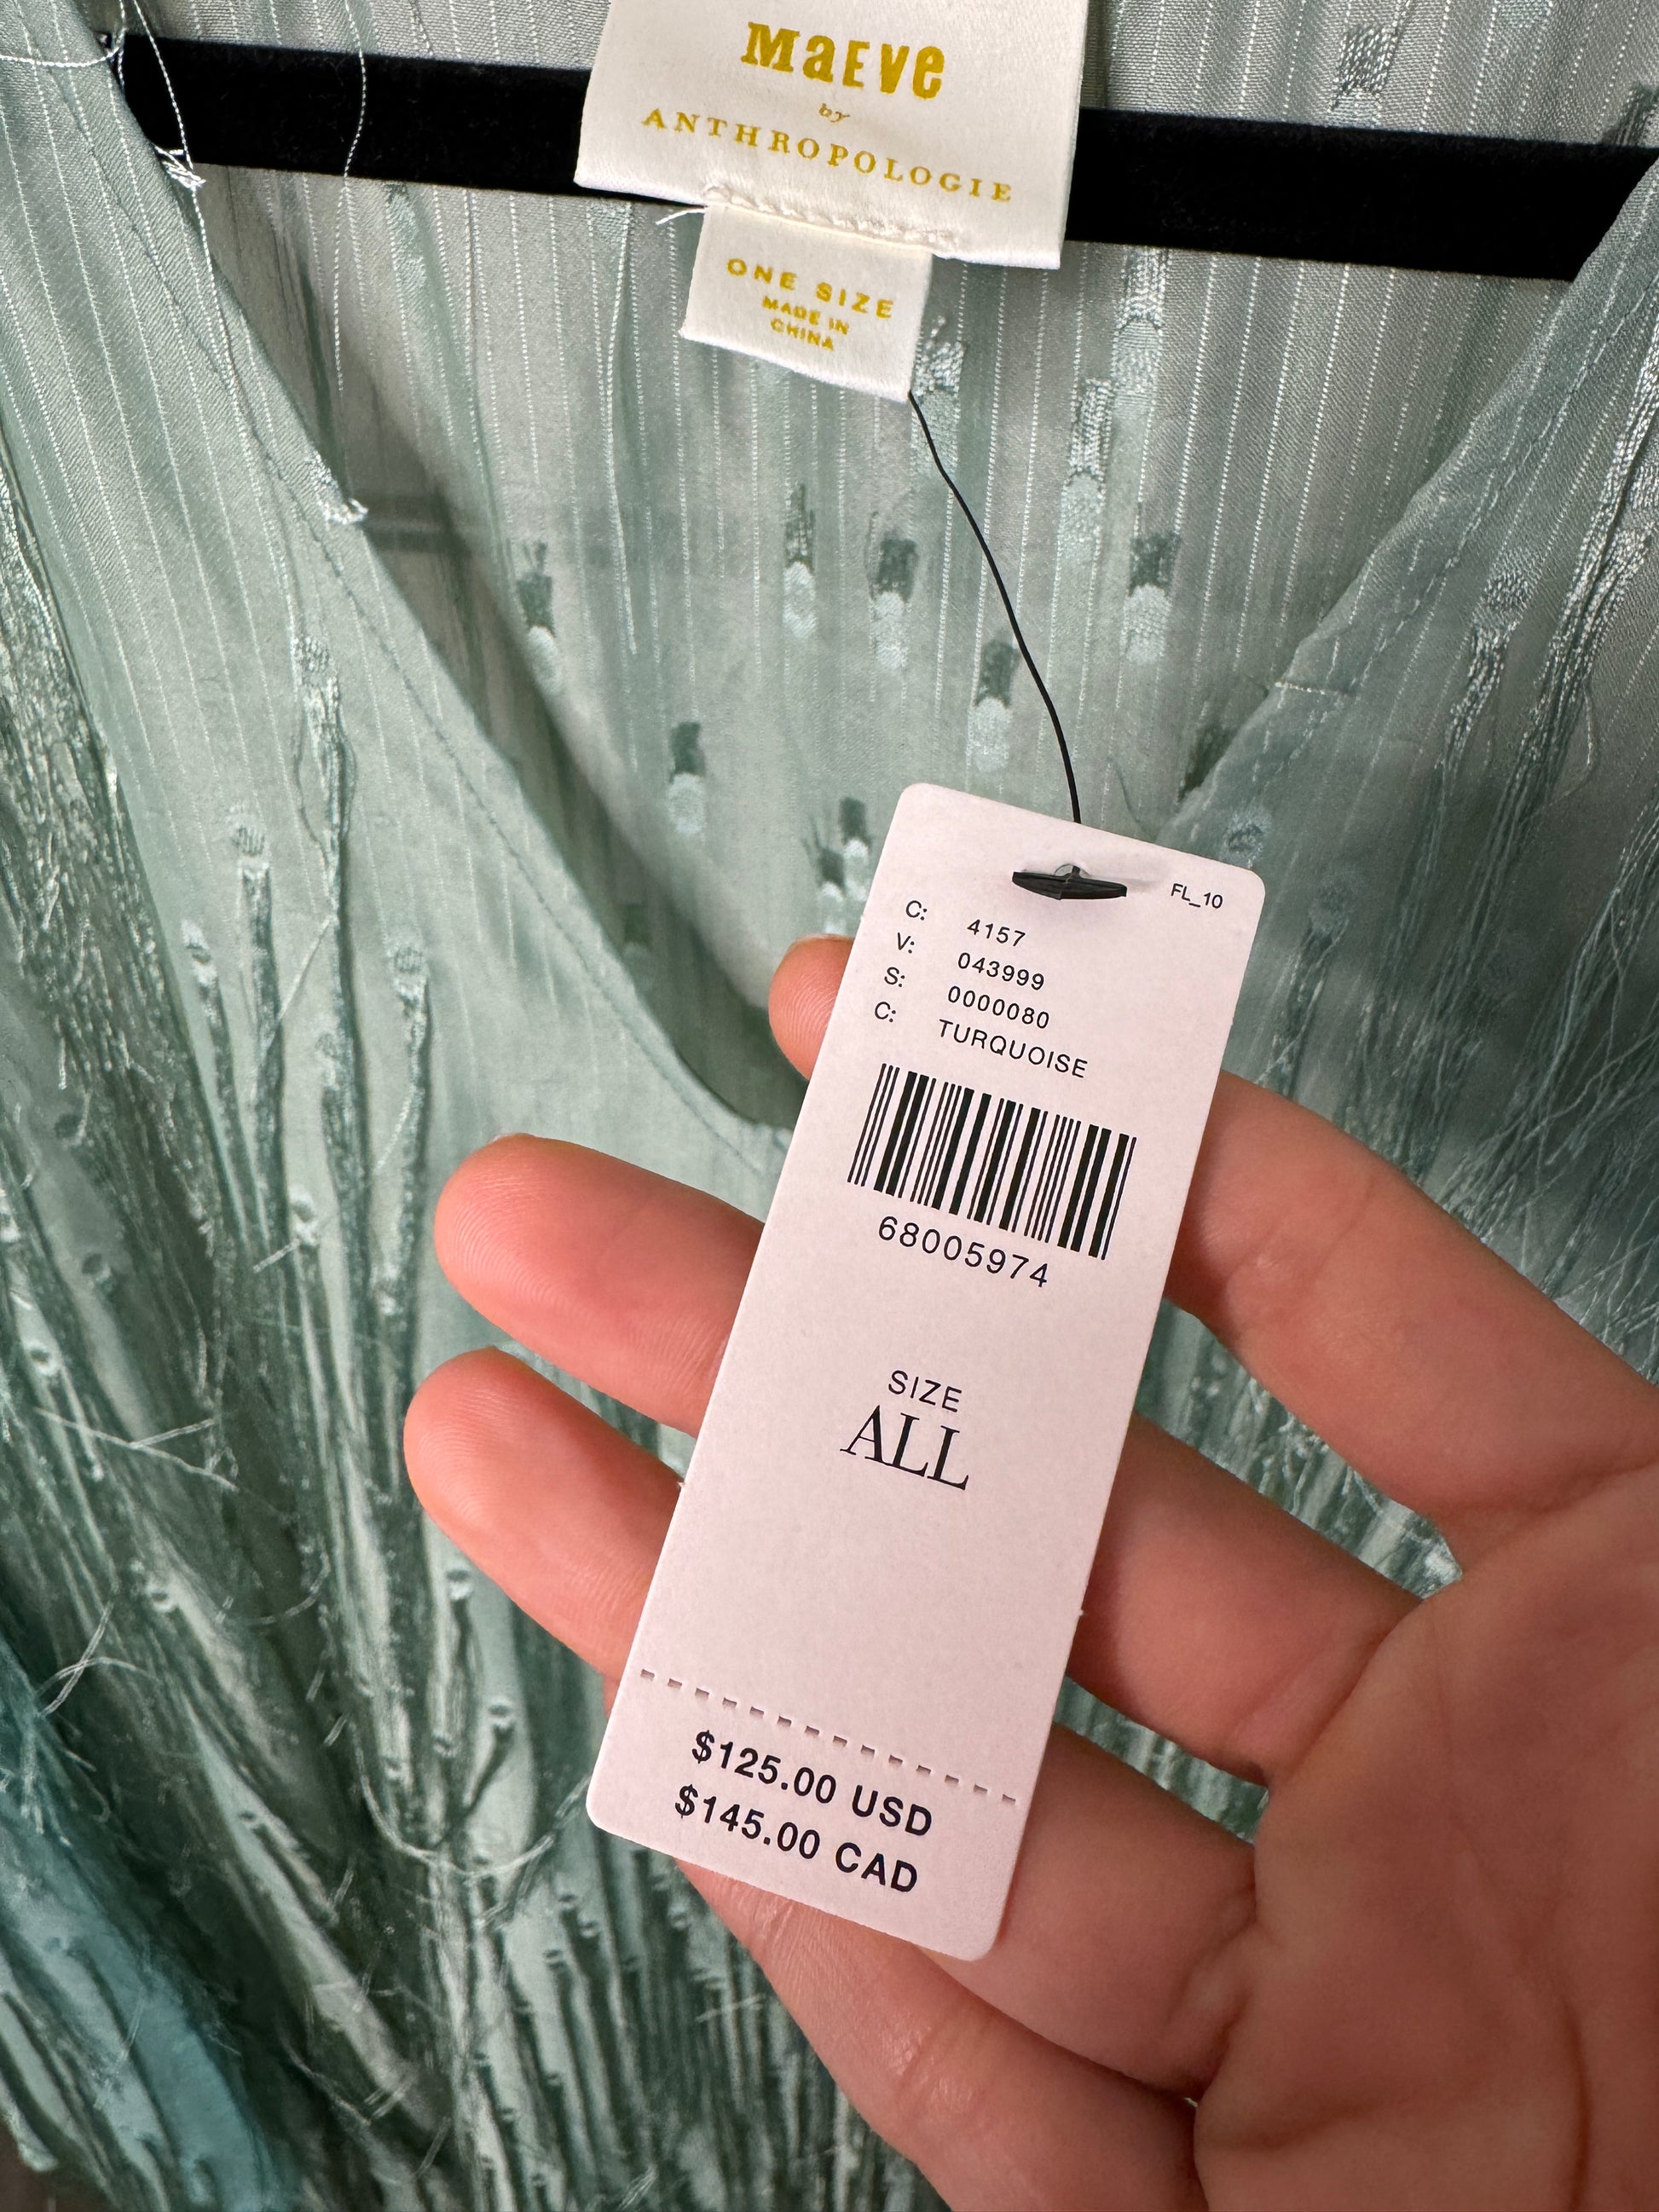 MaEve
by
ANTHROPOLOGIE
ONE SIZE
MADE IN
CHINA
FL_10
C: 4157
V: 043999
S: 0000080
C: TURQUOISE
68005974
SIZE
ALL
$125.00 USD
$145.00 CAD